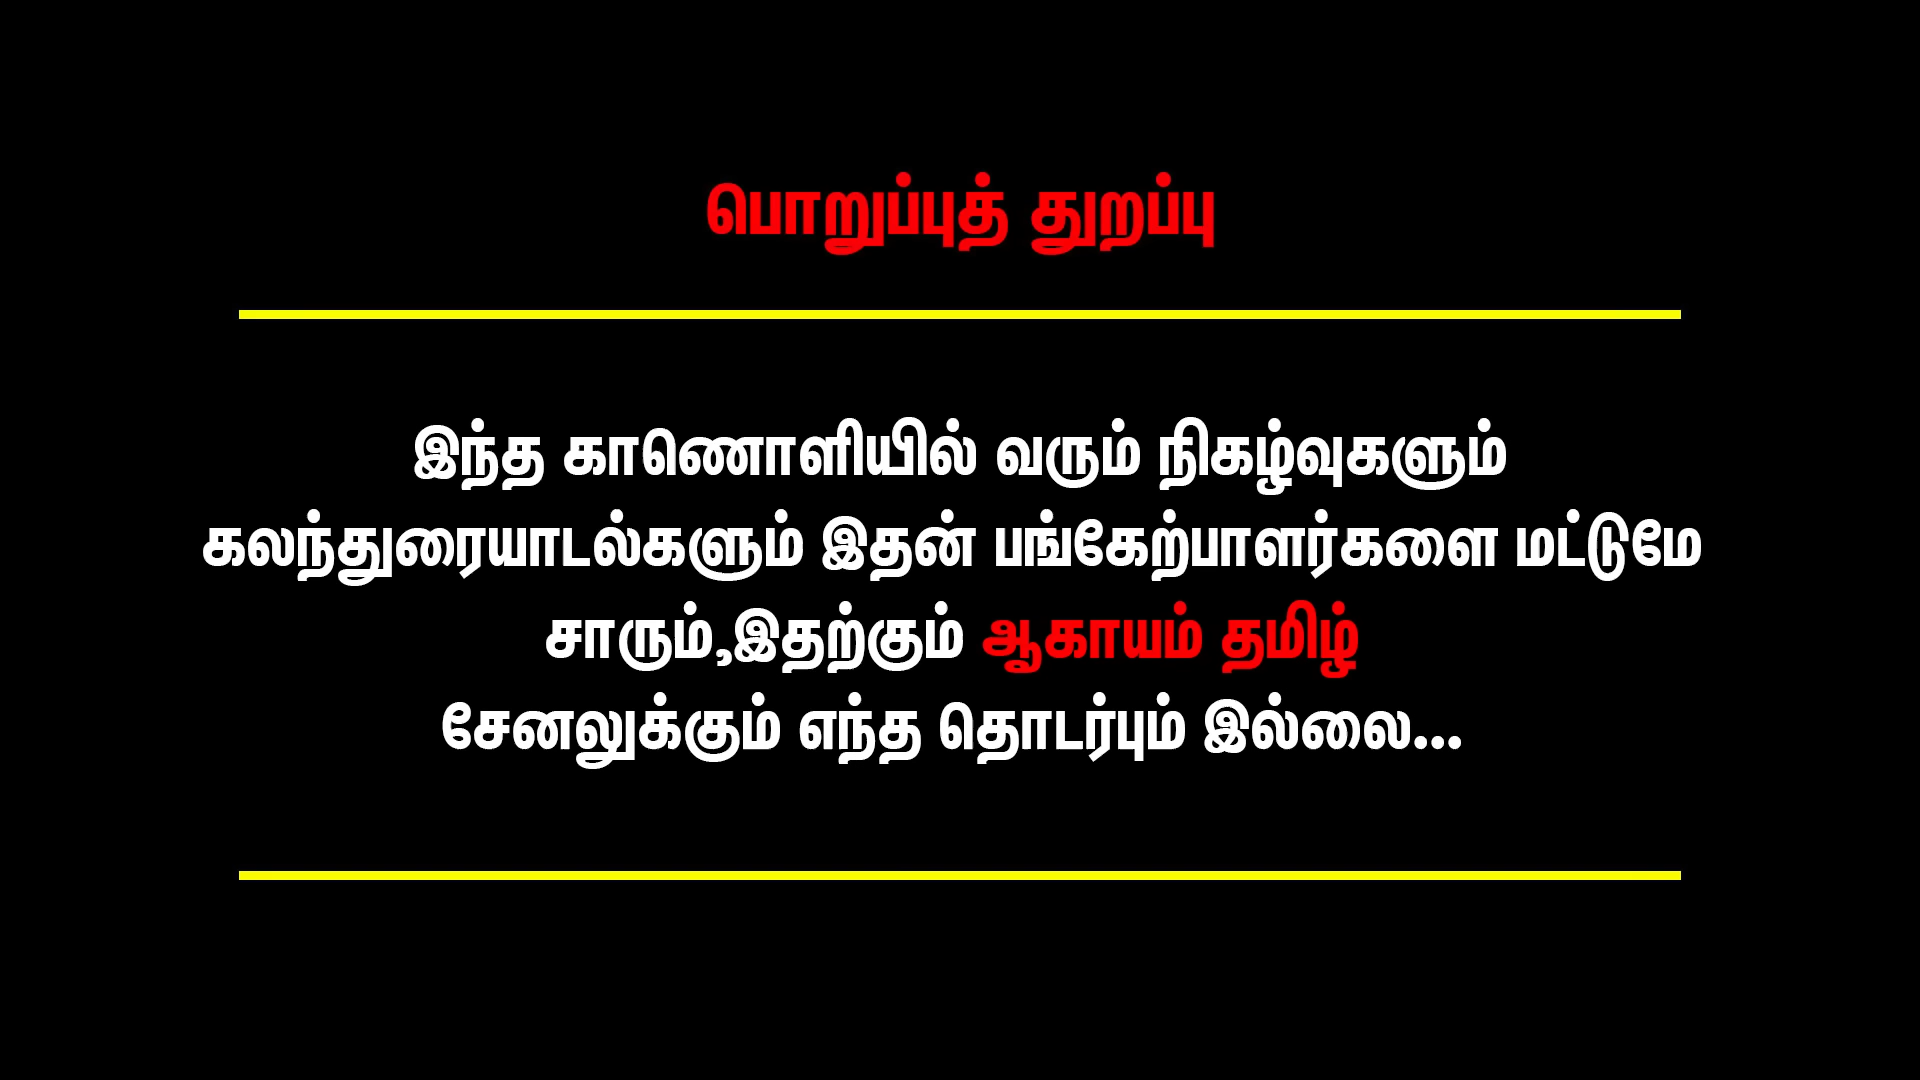 பொறுப்புத் துறப்பு
இந்த காணொளியில் வரும் நிகழ்வுகளும்
கலந்துரையாடல்களும் இதன் பங்கேற்பாளர்களை மட்டுமே
சாரும்,இதற்கும் ஆகாயம் தமிழ்
சேனலுக்கும் எந்த தொடர்பும் இல்லை...